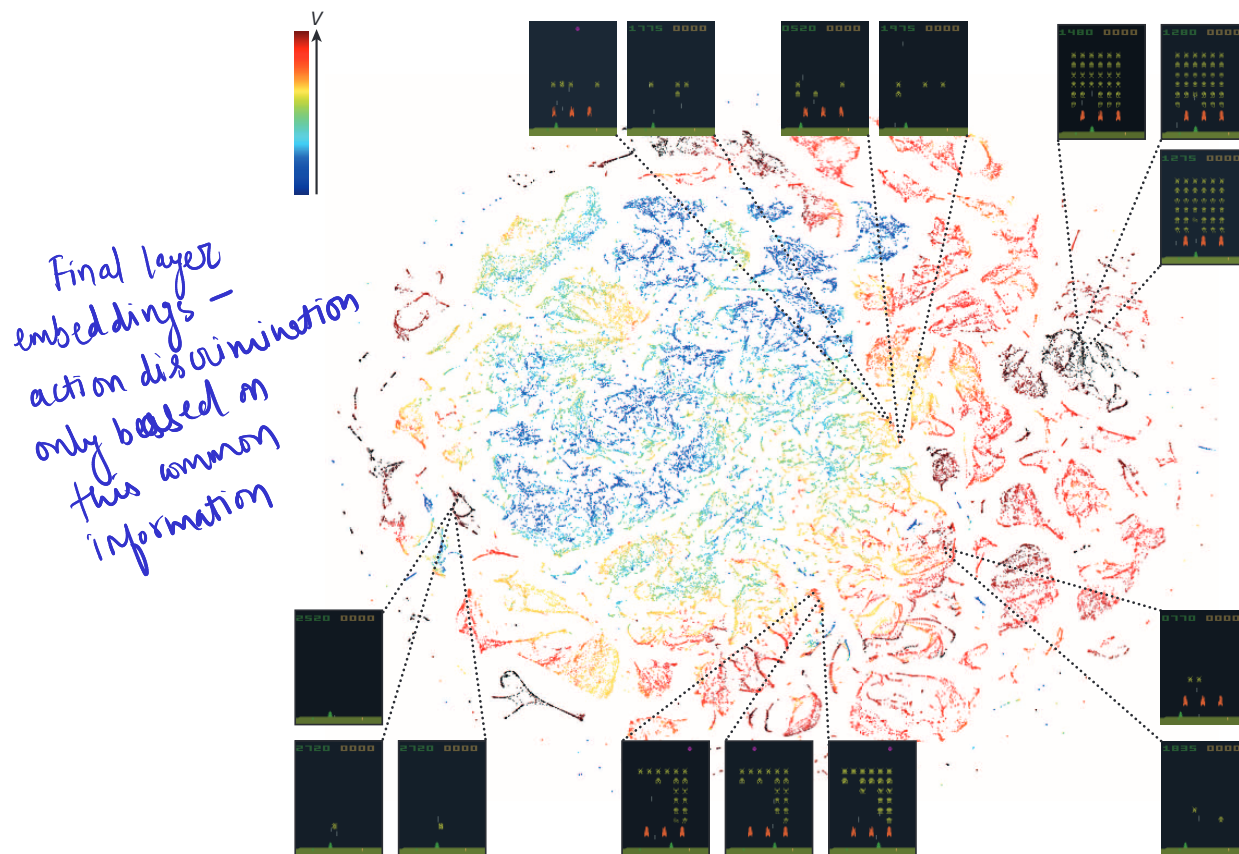 V
1775 0000
0520 0000
1975 0000
1480 0000
1280 0000
1275 0000
Final layer
embeddings –
action discrimination
only based on
this common
information
2520 0000
2720 0000
2720 0000
0770 0000
1835 0000